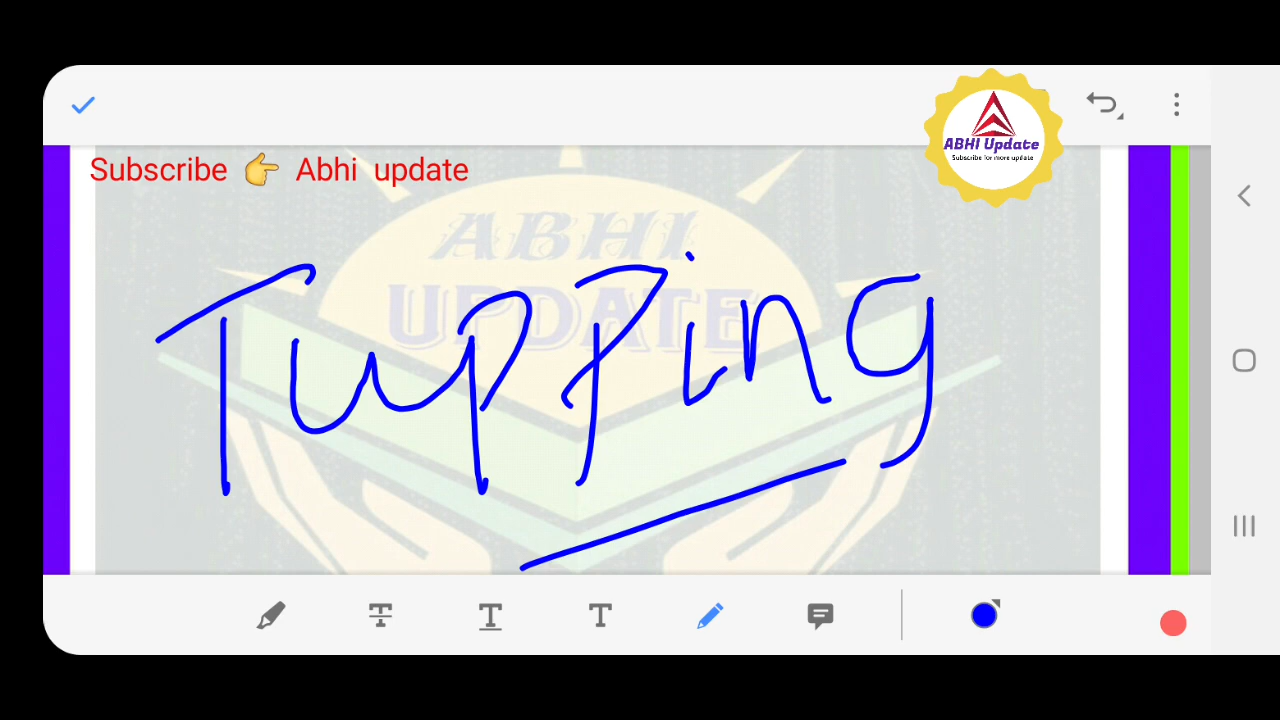 ABHI Update
Subscribe for more update
Subscribe 👉 Abhi update
ABHI
UPDATE
Tupping